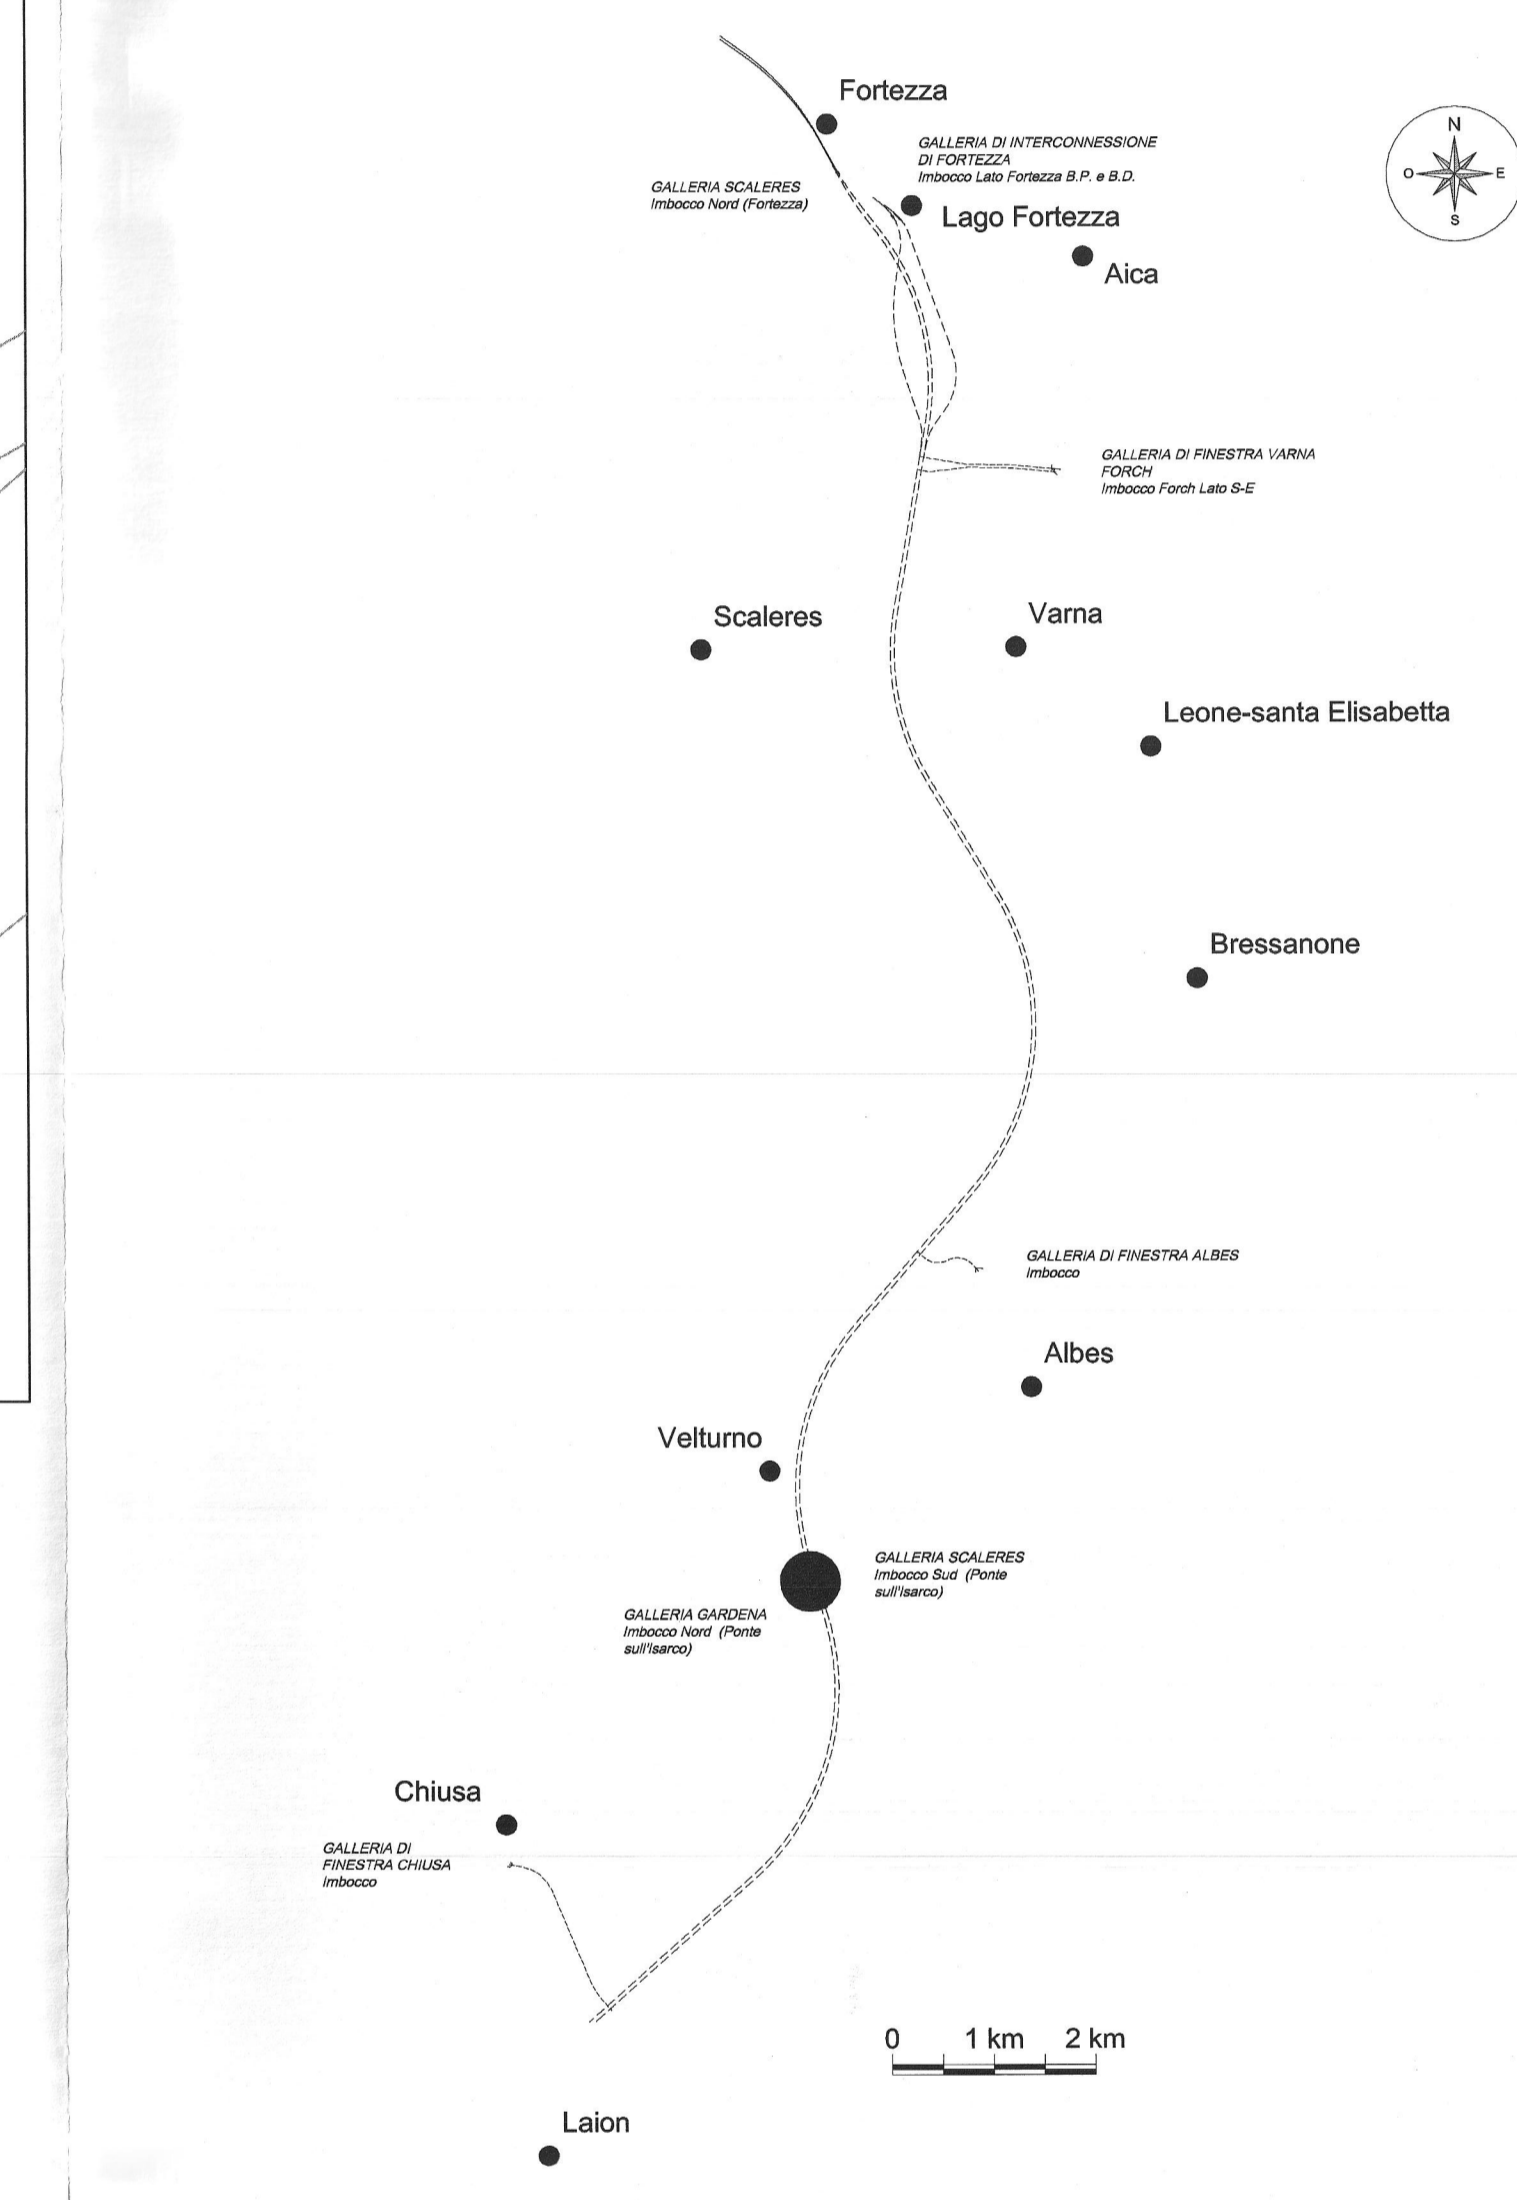 Fortezza
N
O
E
S
GALLERIA DI INTERCONNESSIONE
DI FORTEZZA
Imbocco Lato Fortezza B.P. e B.D.
GALLERIA SCALERES
Imbocco Nord (Fortezza)
Lago Fortezza
Aica
GALLERIA DI FINESTRA VARNA
FORCH
Imbocco Forch Lato S-E
Scaleres
Varna
Leone-santa Elisabetta
Bressanone
GALLERIA DI FINESTRA ALBES
Imbocco
Albes
Velturno
GALLERIA SCALERES
Imbocco Sud (Ponte
sull'Isarco)
GALLERIA GARDENA
Imbocco Nord (Ponte
sull'Isarco)
Chiusa
GALLERIA DI
FINESTRA CHIUSA
Imbocco
0 1 km 2 km
Laion